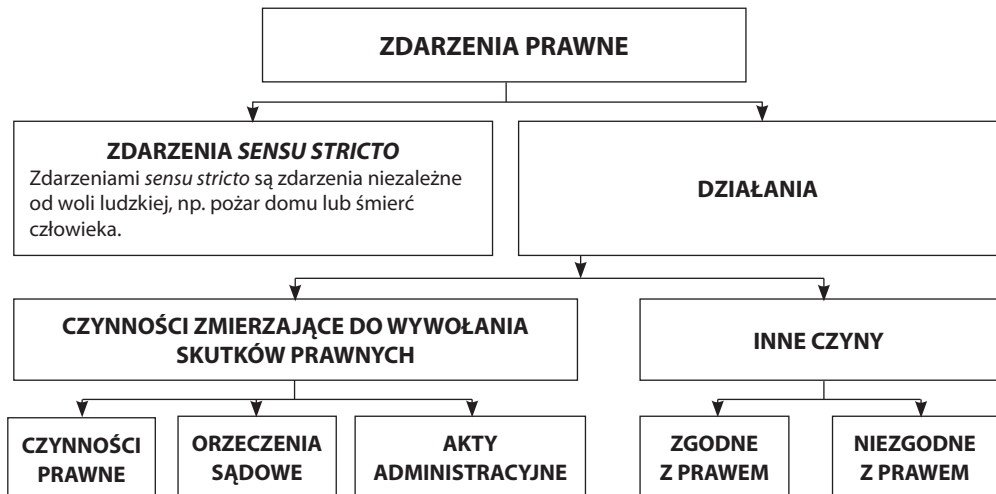 ZDARZENIA PRAWNE
ZDARZENIA SENSU STRICTO
Zdarzeniami sensu stricto są zdarzenia niezależne
od woli ludzkiej, np. pożar domu lub śmierć
człowieka.
DZIAŁANIA
CZYNNOŚCI ZMIERZAJĄCE DO WYWOŁANIA
SKUTKÓW PRAWNYCH
INNE CZYNY
CZYNNOŚCI
PRAWNE
ORZECZENIA
SĄDOWE
AKTY
ADMINISTRACYJNE
ZGODNE
Z PRAWEM
NIEZGODNE
Z PRAWEM